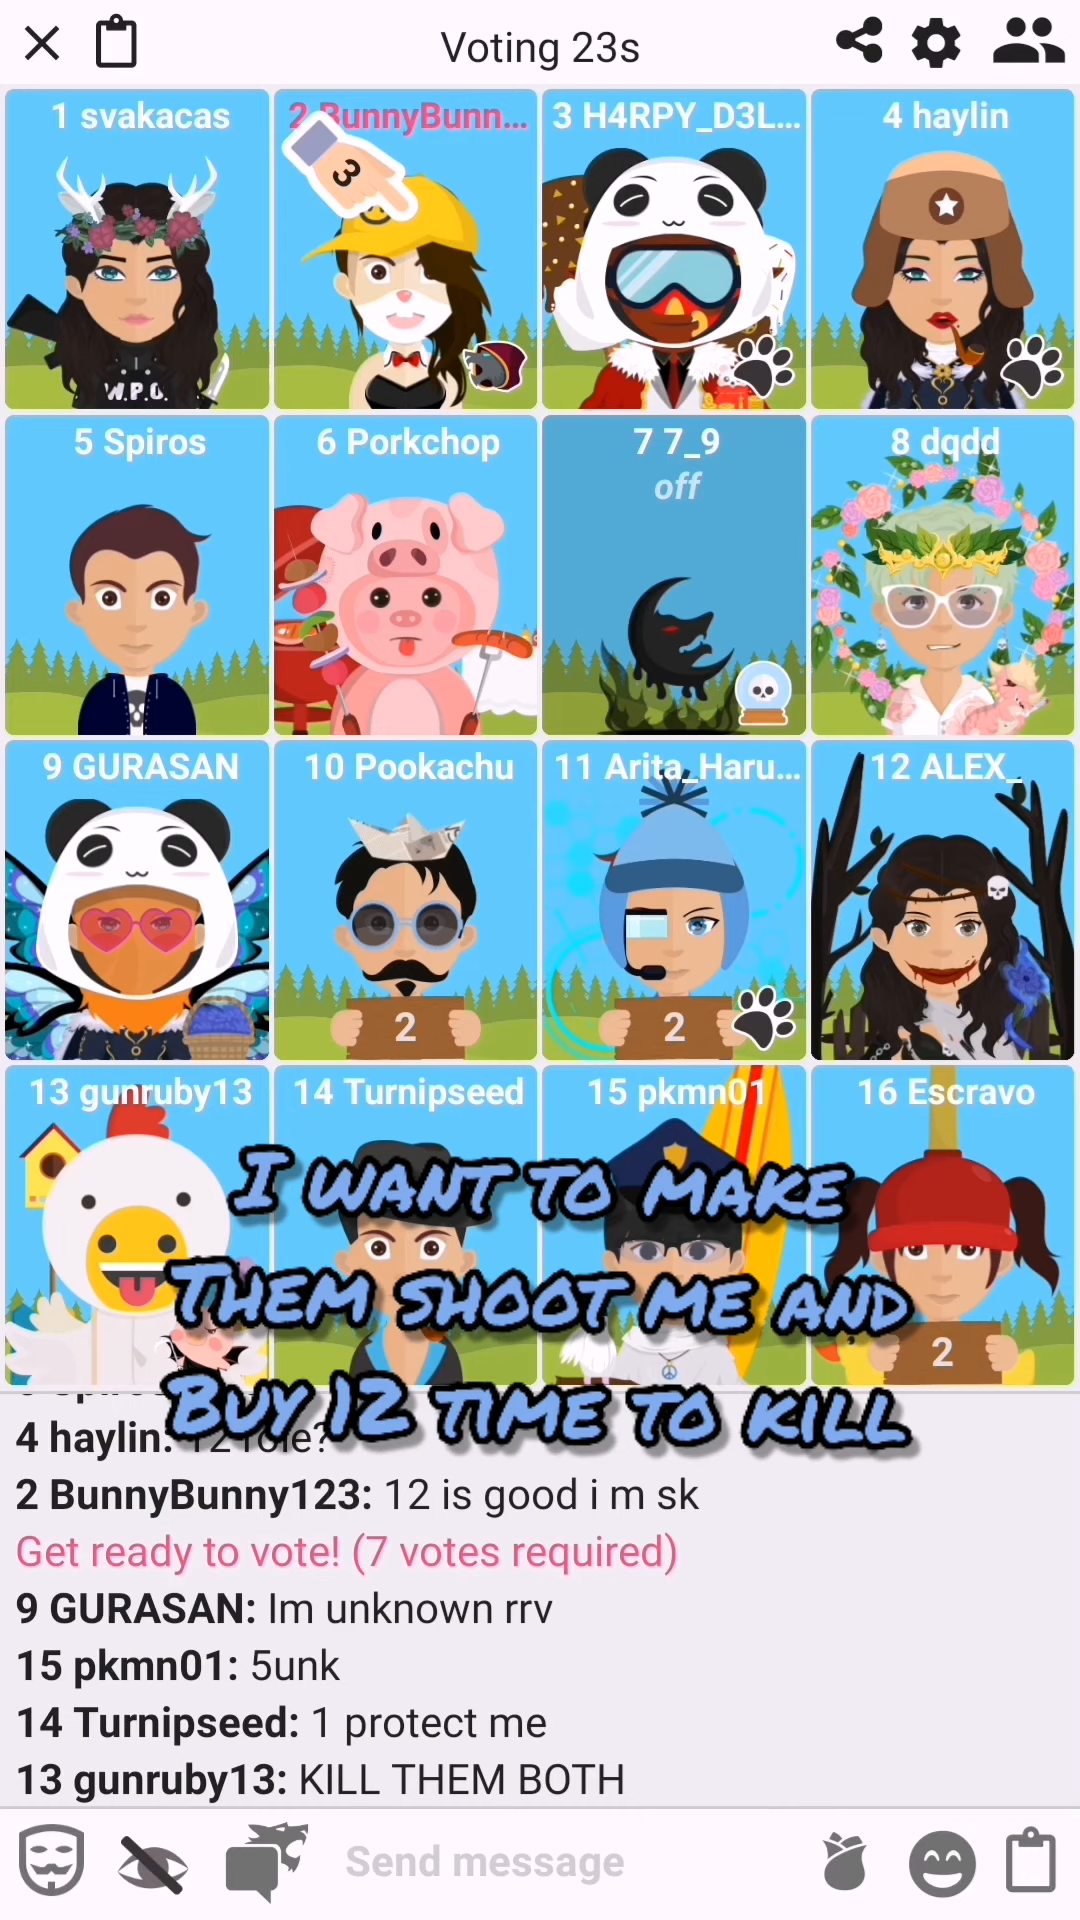 Voting 23s
1 svakacas
2 BunnyBunn...
3 H4RPY_D3L...
4 haylin
3
W.P.O.
5 Spiros
6 Porkchop
7 7_9
8 dqdd
off
9 GURASAN
10 Pookachu
11 Arita_Haru...
12 ALEX_
2
2
13 gunruby13
14 Turnipseed
15 pkmn01
16 Escravo
2
I WANT TO MAKE
THEM SHOOT ME AND
BUY 12 TIME TO KILL
4 haylin: 12 role?
2 BunnyBunny123: 12 is good i m sk
Get ready to vote! (7 votes required)
9 GURASAN: Im unknown rrv
15 pkmn01: 5unk
14 Turnipseed: 1 protect me
13 gunruby13: KILL THEM BOTH
Send message